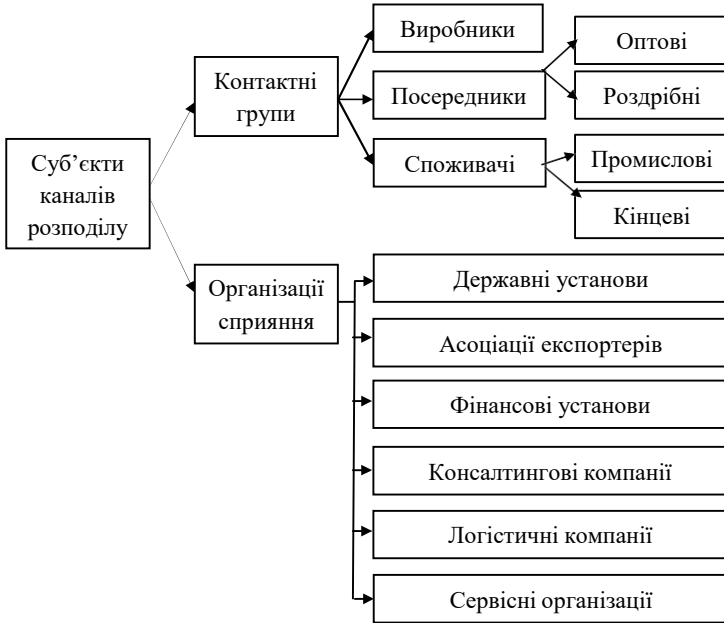 Суб’єкти
каналів
розподілу
Контактні
групи
Виробники
Посередники
Оптові
Роздрібні
Споживачі
Промислові
Кінцеві
Організації
сприяння
Державні установи
Асоціації експортерів
Фінансові установи
Консалтингові компанії
Логістичні компанії
Сервісні організації